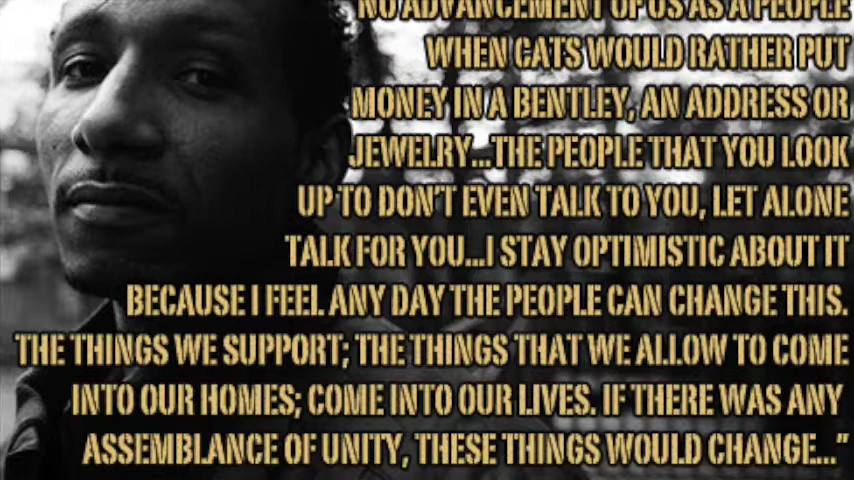 NO ADVANCEMENT OF US AS A PEOPLE
WHEN CATS WOULD RATHER PUT
MONEY IN A BENTLEY, AN ADDRESS OR
JEWELRY...THE PEOPLE THAT YOU LOOK
UP TO DON'T EVEN TALK TO YOU, LET ALONE
TALK FOR YOU...I STAY OPTIMISTIC ABOUT IT
BECAUSE I FEEL ANY DAY THE PEOPLE CAN CHANGE THIS.
THE THINGS WE SUPPORT; THE THINGS THAT WE ALLOW TO COME
INTO OUR HOMES; COME INTO OUR LIVES. IF THERE WAS ANY
ASSEMBLANCE OF UNITY, THESE THINGS WOULD CHANGE..."